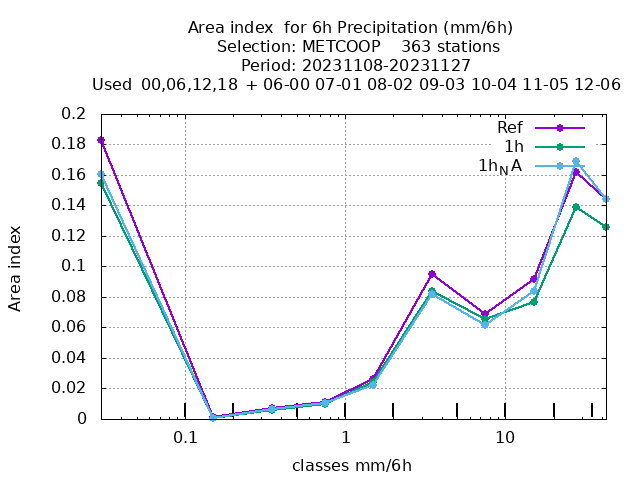 Area index  for 6h Precipitation (mm/6h)
Selection: METCOOP    363 stations
Period: 20231108-20231127
Used  00,06,12,18  + 06-00 07-01 08-02 09-03 10-04 11-05 12-06
Ref
1h
1h_NA
0.2
0.18
0.16
0.14
0.12
0.1
0.08
0.06
0.04
0.02
0
Area index
0.1
1
10
classes mm/6h